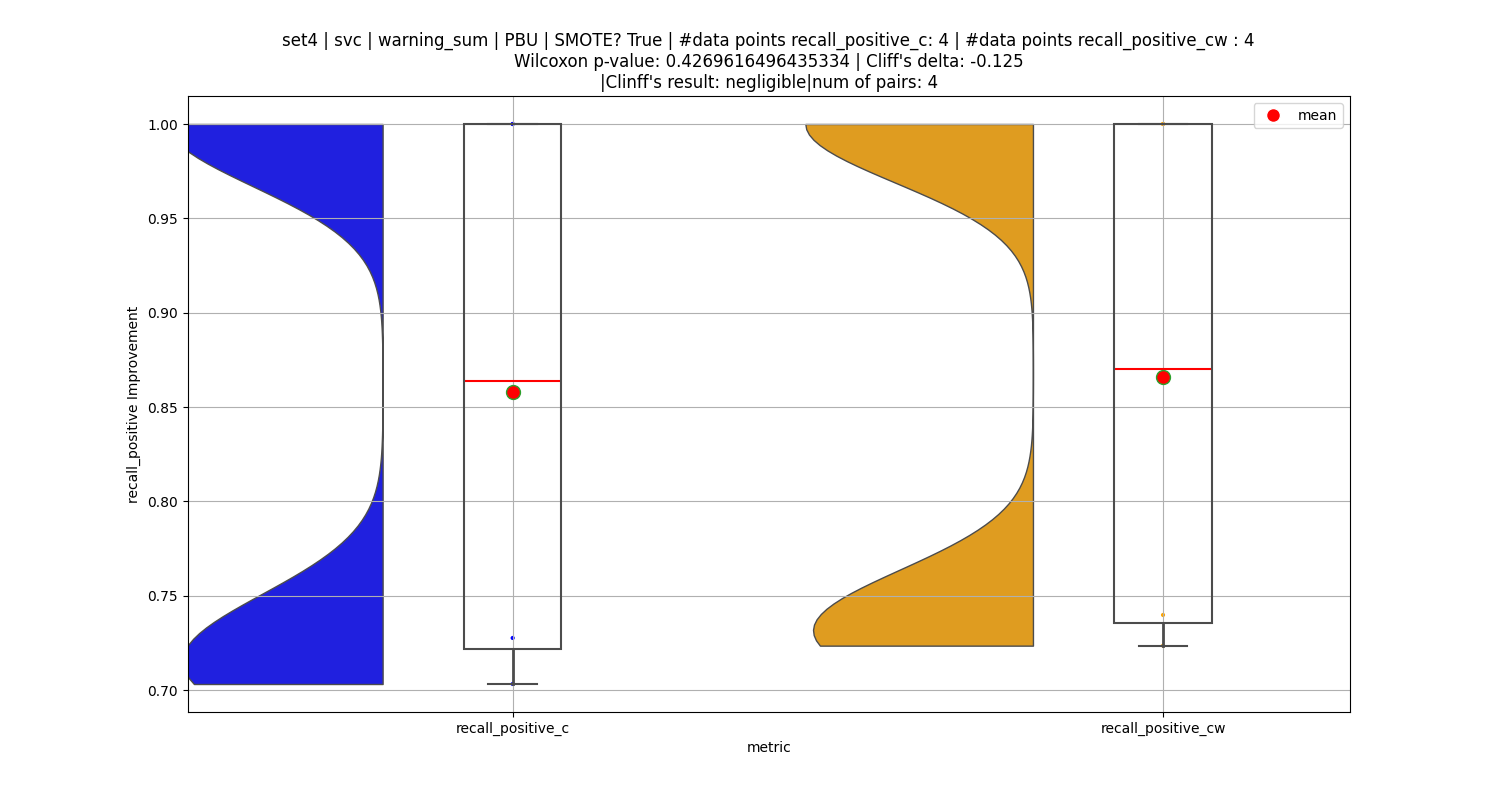 set4 | svc | warning_sum | PBU | SMOTE? True | #data points recall_positive_c: 4 | #data points recall_positive_cw : 4
Wilcoxon p-value: 0.4269616496435334 | Cliff's delta: -0.125
|Clinff's result: negligible|num of pairs: 4
mean
1.00
0.95
0.90
0.85
0.80
0.75
0.70
recall_positive Improvement
recall_positive_c
recall_positive_cw
metric